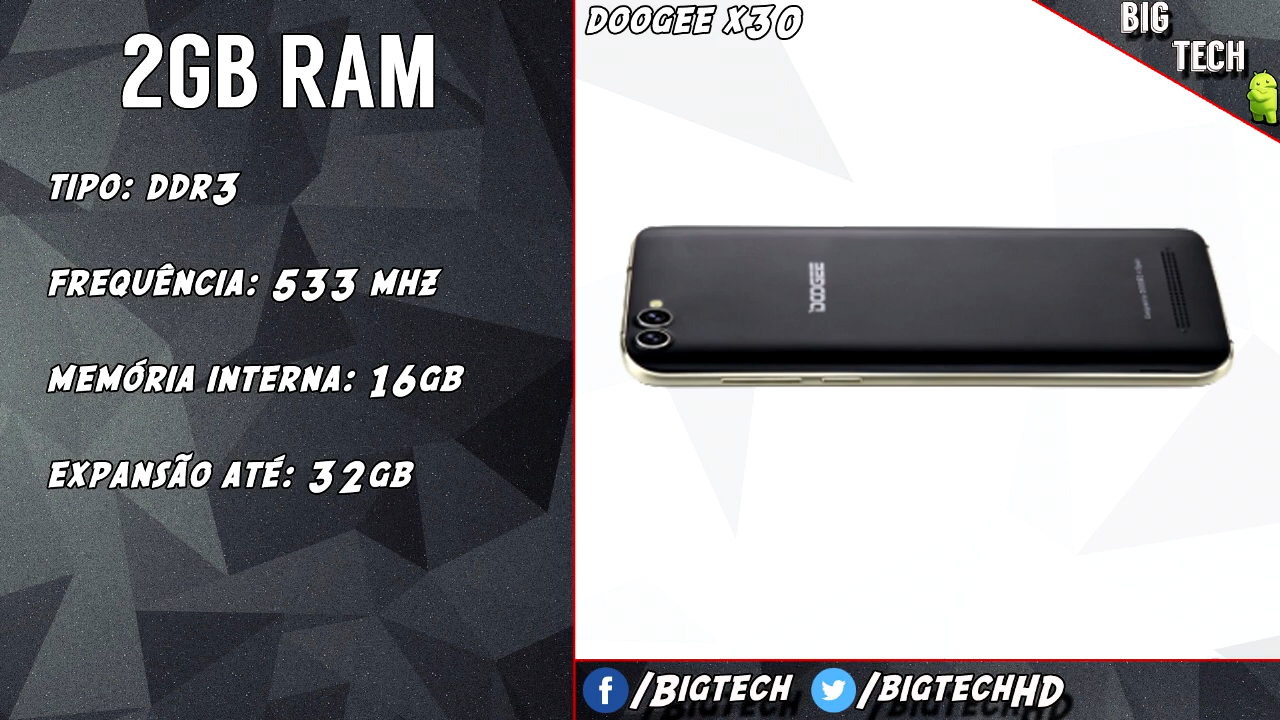 2GB RAM
TIPO: DDR3
FREQUÊNCIA: 533 MHZ
MEMÓRIA INTERNA: 16GB
EXPANSÃO ATÉ: 32GB
DOOGEE X30
BIG
TECH
DOOGEE
/BIGTECH
/BIGTECHHD